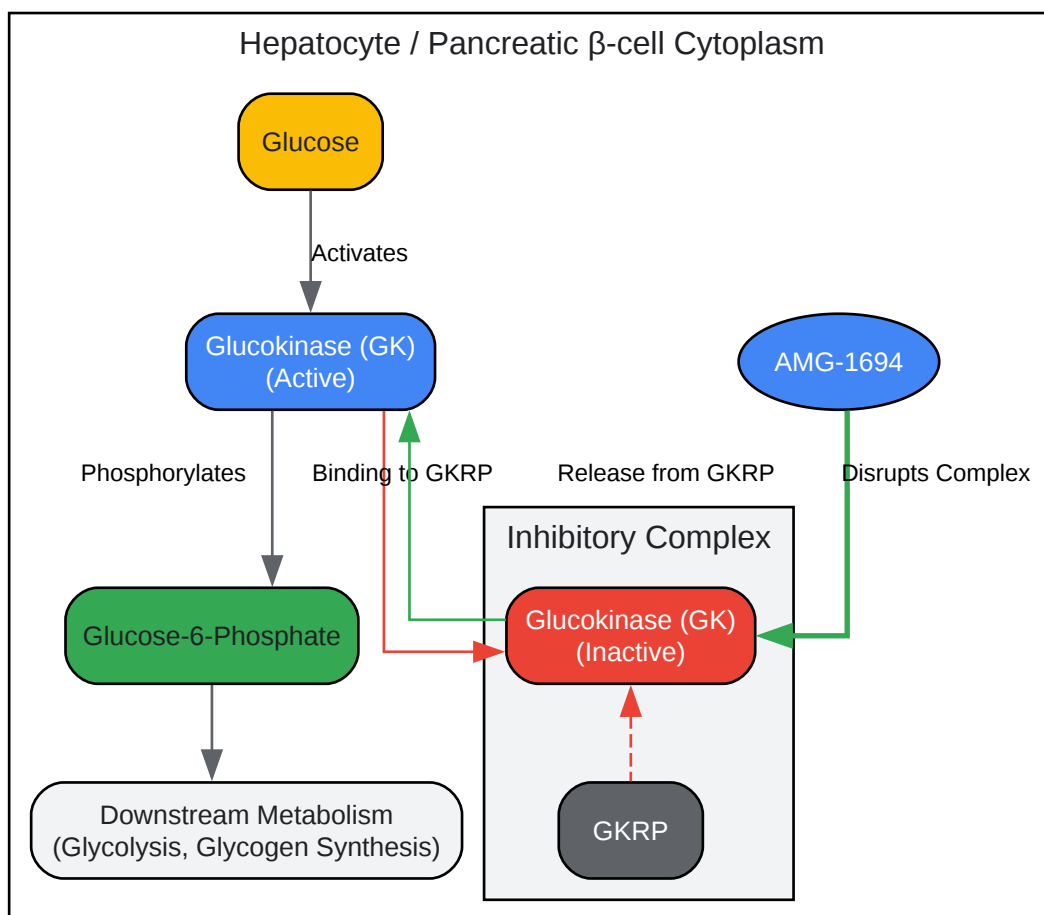 Hepatocyte / Pancreatic β-cell Cytoplasm
Glucose
Activates
Glucokinase (GK)
(Active)
AMG-1694
Phosphorylates
Binding to GKRP
Release from GKRP
Disrupts Complex
Inhibitory Complex
Glucokinase (GK)
(Inactive)
Glucose-6-Phosphate
Downstream Metabolism
(Glycolysis, Glycogen Synthesis)
GKRP